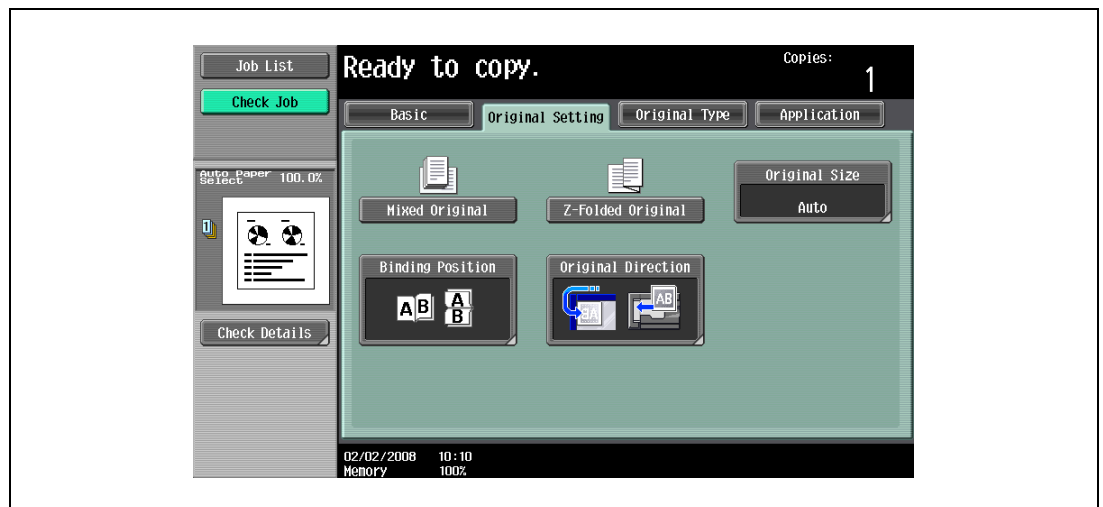 Job List
Check Job
Ready to copy.
Copies:
1
Basic
Original Setting
Original Type
Application
Auto Paper
Select
100.0%
1
Mixed Original
Z-Folded Original
Original Size
Auto
Binding Position
AB
A
B
Original Direction
AB
AB
Check Details
02/02/2008 10:10
Memory 100%